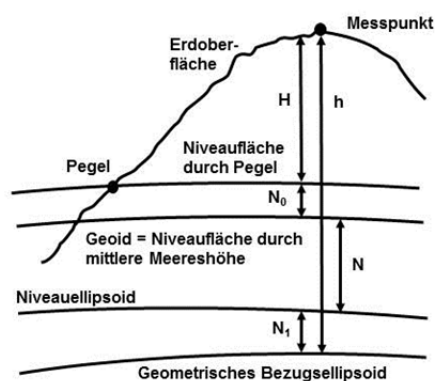 Messpunkt
Erdober-
fläche
H
h
Pegel
Niveaufläche
durch Pegel
N₀
Geoid = Niveaufläche durch
mittlere Meereshöhe
N
Niveauellipsoid
N₁
Geometrisches Bezugsellipsoid